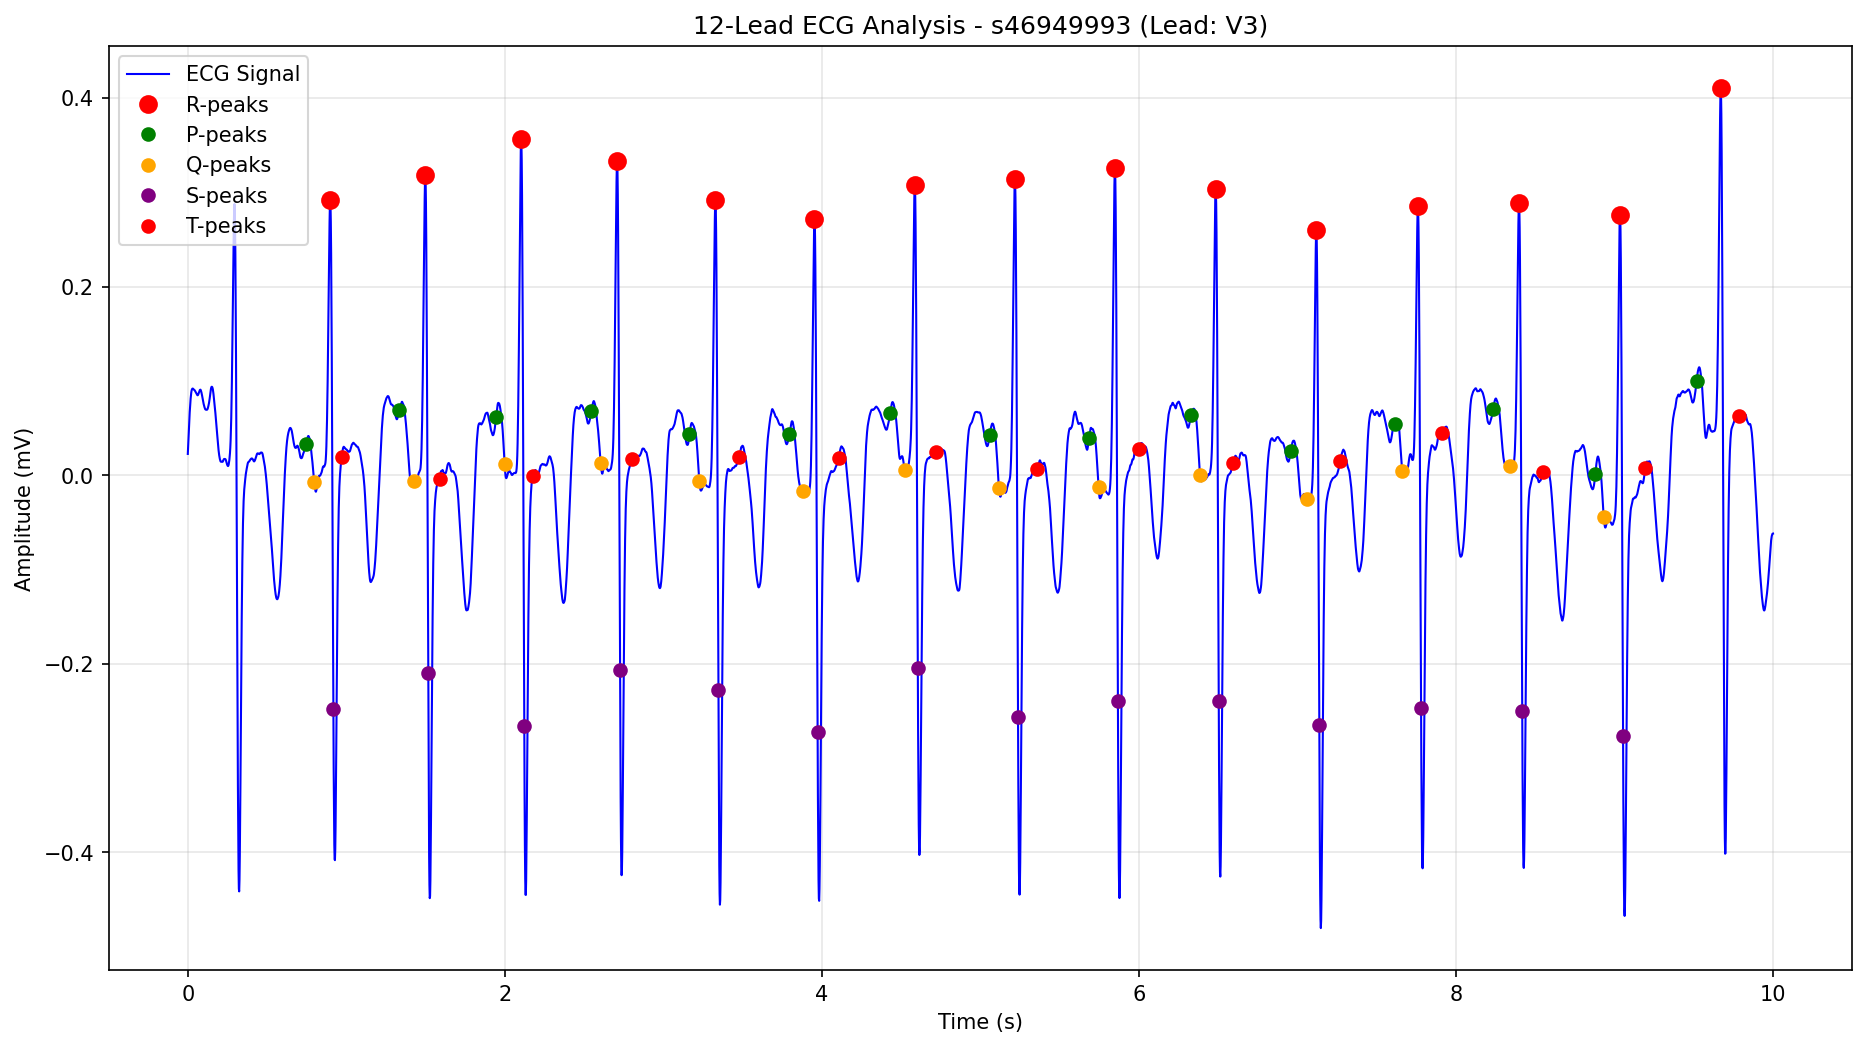 12-Lead ECG Analysis - s46949993 (Lead: V3)
ECG Signal
R-peaks
P-peaks
Q-peaks
S-peaks
T-peaks
Amplitude (mV)
0.4
0.2
0.0
−0.2
−0.4
0 2 4 6 8 10
Time (s)